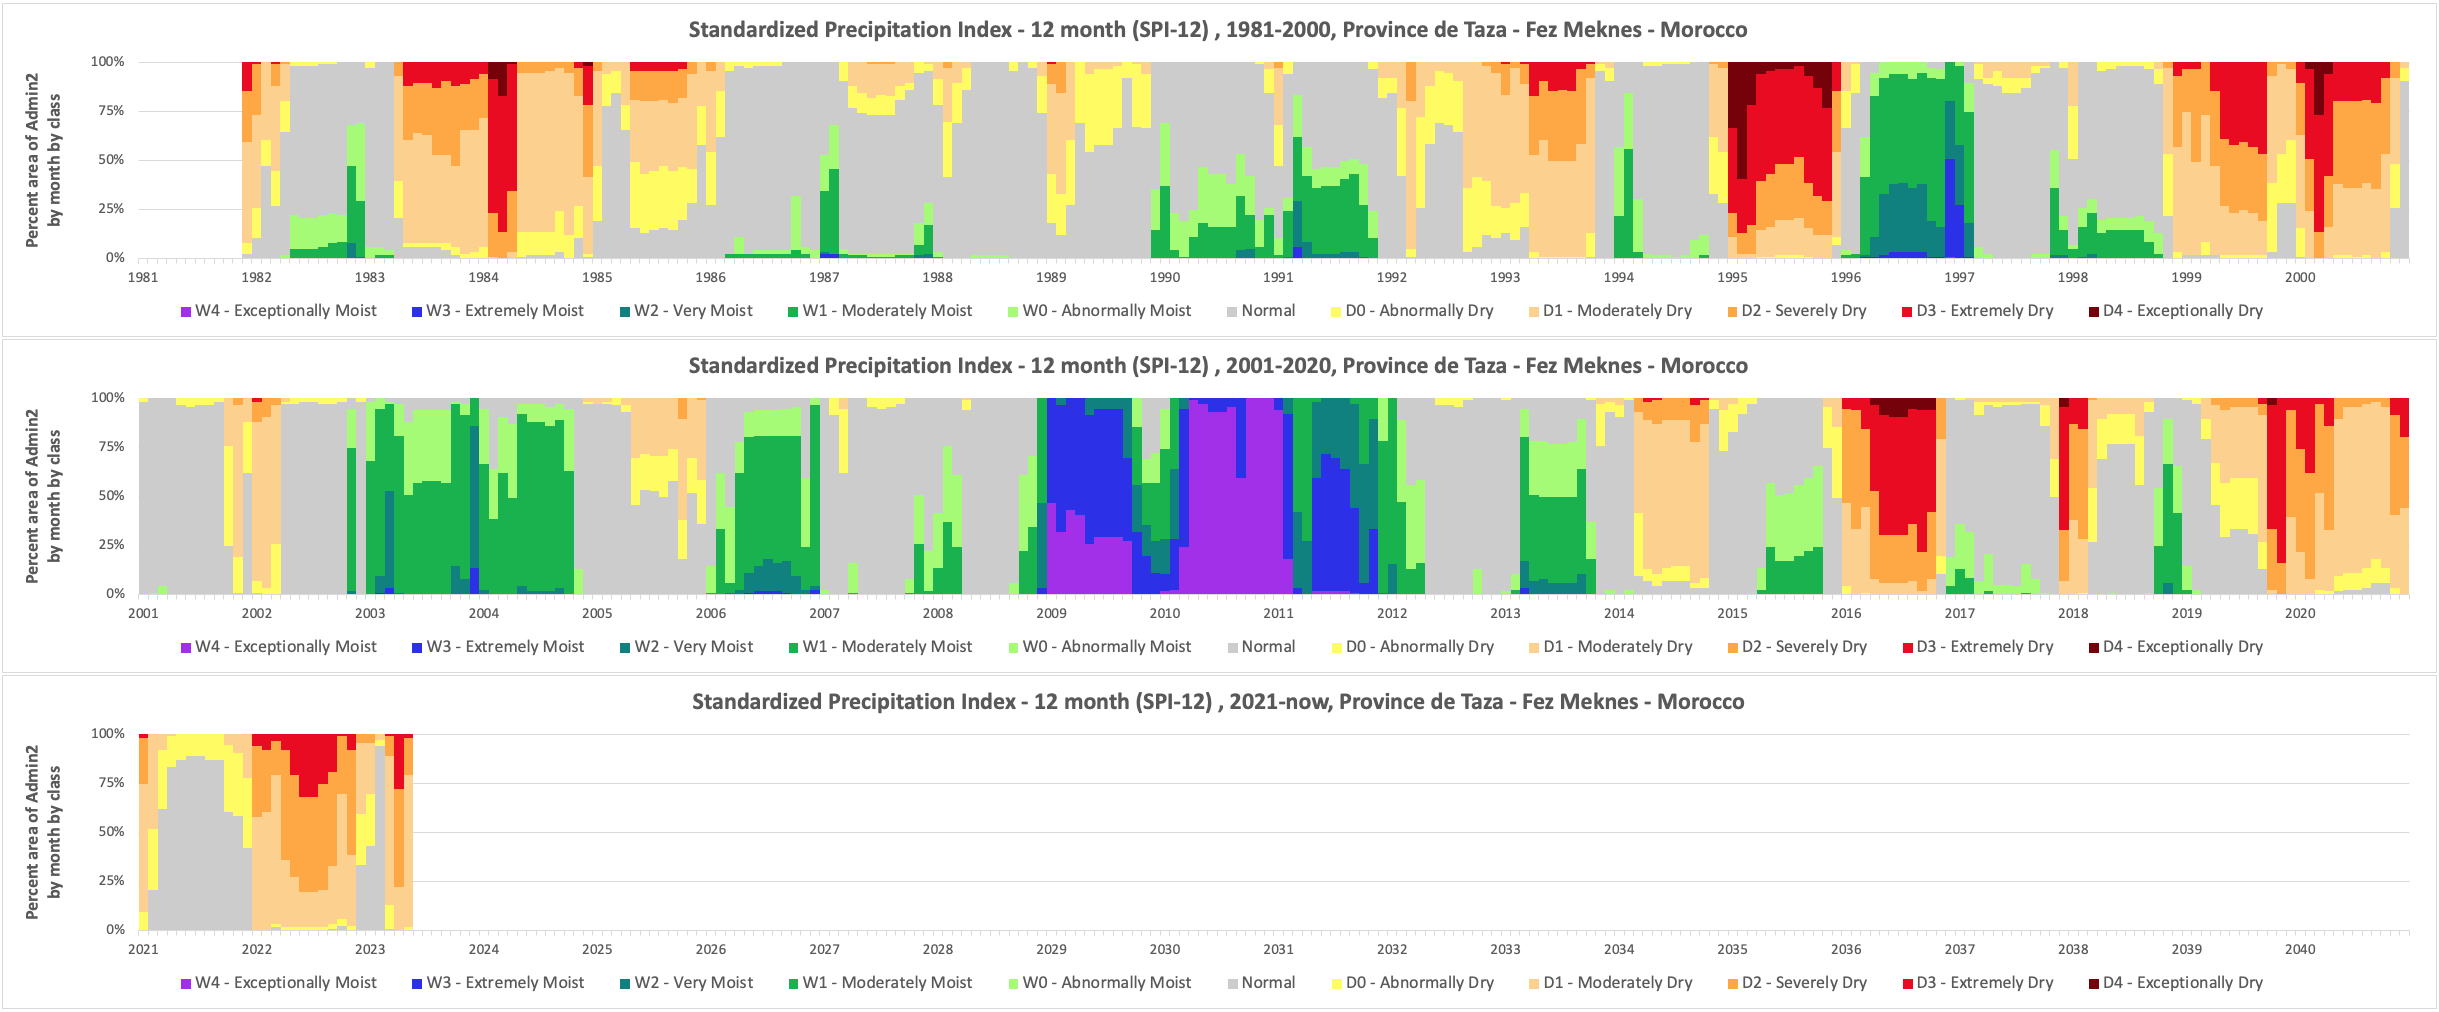 Standardized Precipitation Index - 12 month (SPI-12) , 1981-2000, Province de Taza - Fez Meknes - Morocco
Percent area of Admin2
by month by class
100%
75%
50%
25%
0%
1981 1982 1983 1984 1985 1986 1987 1988 1989 1990 1991 1992 1993 1994 1995 1996 1997 1998 1999 2000
W4 - Exceptionally Moist W3 - Extremely Moist W2 - Very Moist W1 - Moderately Moist W0 - Abnormally Moist Normal D0 - Abnormally Dry D1 - Moderately Dry D2 - Severely Dry D3 - Extremely Dry D4 - Exceptionally Dry
Standardized Precipitation Index - 12 month (SPI-12) , 2001-2020, Province de Taza - Fez Meknes - Morocco
Percent area of Admin2
by month by class
100%
75%
50%
25%
0%
2001 2002 2003 2004 2005 2006 2007 2008 2009 2010 2011 2012 2013 2014 2015 2016 2017 2018 2019 2020
W4 - Exceptionally Moist W3 - Extremely Moist W2 - Very Moist W1 - Moderately Moist W0 - Abnormally Moist Normal D0 - Abnormally Dry D1 - Moderately Dry D2 - Severely Dry D3 - Extremely Dry D4 - Exceptionally Dry
Standardized Precipitation Index - 12 month (SPI-12) , 2021-now, Province de Taza - Fez Meknes - Morocco
Percent area of Admin2
by month by class
100%
75%
50%
25%
0%
2021 2022 2023 2024 2025 2026 2027 2028 2029 2030 2031 2032 2033 2034 2035 2036 2037 2038 2039 2040
W4 - Exceptionally Moist W3 - Extremely Moist W2 - Very Moist W1 - Moderately Moist W0 - Abnormally Moist Normal D0 - Abnormally Dry D1 - Moderately Dry D2 - Severely Dry D3 - Extremely Dry D4 - Exceptionally Dry